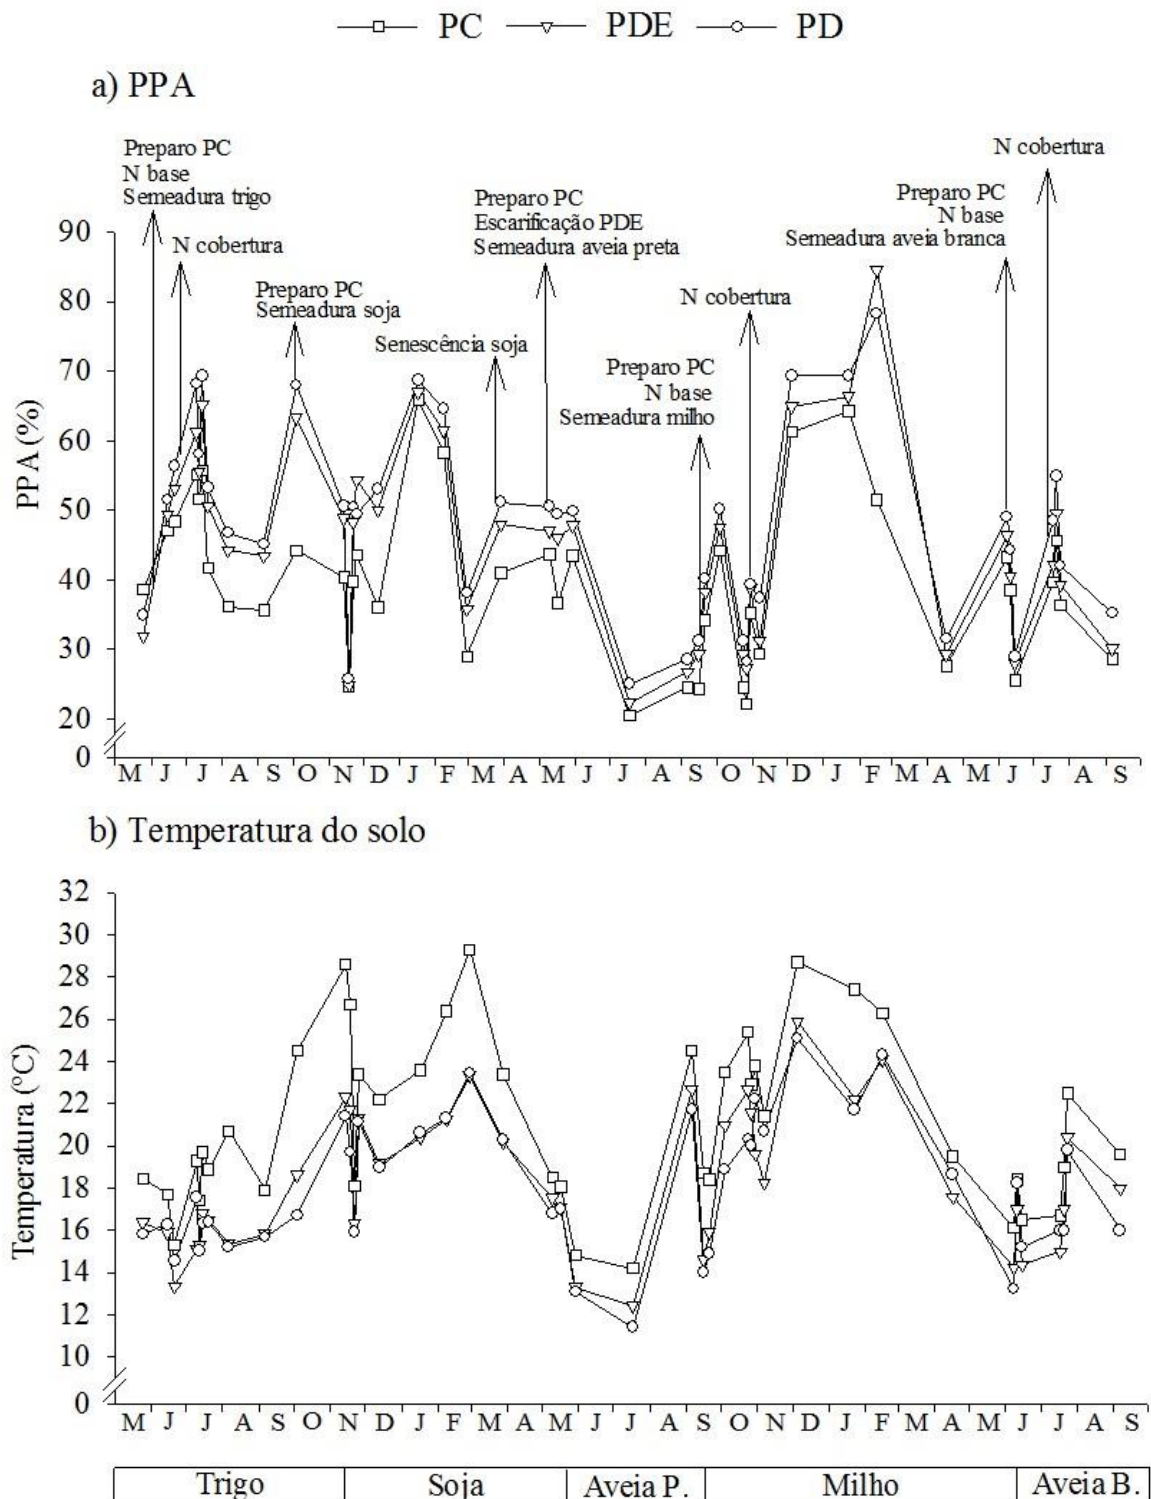 PC PDE PD
a) PPA
Preparo PC
N base
Semeadura trigo
N cobertura
Preparo PC
Semeadura soja
Senescência soja
Preparo PC
Escarificação PDE
Semeadura aveia preta
Preparo PC
N base
Semeadura milho
N cobertura
Preparo PC
N base
Semeadura aveia branca
N cobertura
PPA (%)
90
80
70
60
50
40
30
20
0
M J J A S O N D J F M A M J J A S O N D J F M A J J A S
b) Temperatura do solo
Temperatura (ºC)
32
30
28
26
24
22
20
18
16
14
12
10
0
M J J A S O N D J F M A M J J A S O N D J F M A M J J A S
Trigo Soja Aveia P. Milho Aveia B.